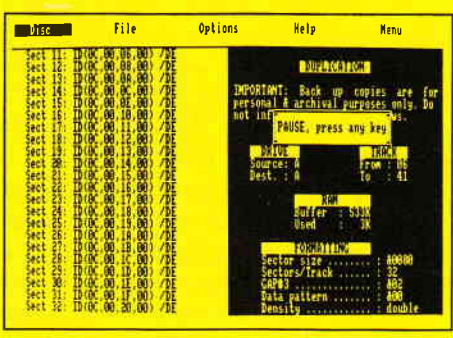 Disc File Options Help Menu
Sect 11: ID(0C,00,06,00) /DE
Sect 12: ID(0C,00,08,00) /DE
Sect 13: ID(0C,00,0A,00) /DE
Sect 14: ID(0C,00,0C,00) /DE
Sect 15: ID(0C,00,0E,00) /DE
Sect 16: ID(0C,00,10,00) /DE
Sect 17: ID(0C,00,11,00) /DE
Sect 18: ID(0C,00,12,00) /DE
Sect 19: ID(0C,00,13,00) /DE
Sect 20: ID(0C,00,14,00) /DE
Sect 21: ID(0C,00,15,00) /DE
Sect 22: ID(0C,00,16,00) /DE
Sect 23: ID(0C,00,17,00) /DE
Sect 24: ID(0C,00,18,00) /DE
Sect 25: ID(0C,00,19,00) /DE
Sect 26: ID(0C,00,1A,00) /DE
Sect 27: ID(0C,00,1B,00) /DE
Sect 28: ID(0C,00,1C,00) /DE
Sect 29: ID(0C,00,1D,00) /DE
Sect 30: ID(0C,00,1E,00) /DE
Sect 31: ID(0C,00,1F,00) /DE
Sect 32: ID(0C,00,20,00) /DE
DUPLICATION
IMPORTANT: Back up copies are for
personal & archival purposes only. Do
not inf ws.
PAUSE, press any key
DRIVE TRACK
Source: A From : 06
Dest. : A To : 41
RAM
Buffer : 533K
Used : 3K
FORMATTING
Sector size ........ :
Sectors/Track ...... : 32
GAP#3 .............. :
Data pattern ....... :
Density ............ : double